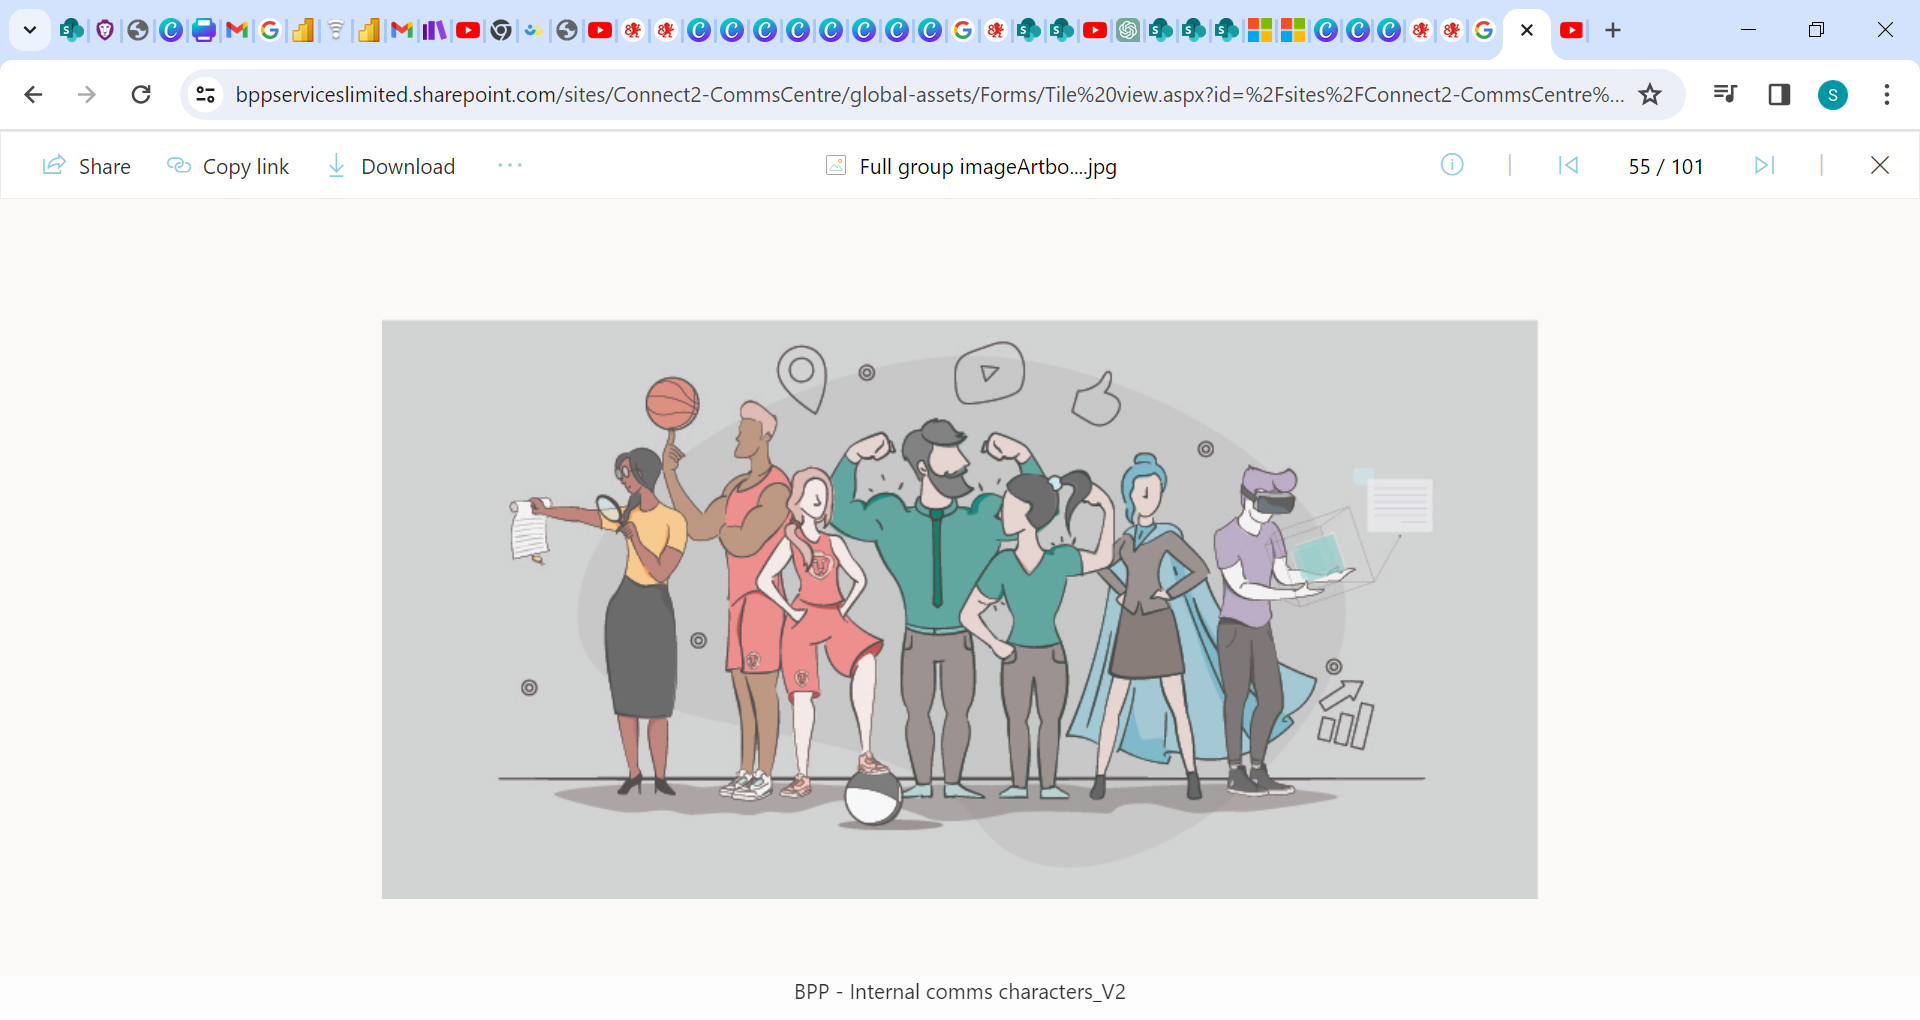 bppserviceslimited.sharepoint.com/sites/Connect2-CommsCentre/global-assets/Forms/Tile%20view.aspx?id=%2Fsites%2FConnect2-CommsCentre%...
S
Share
Copy link
Download
Full group imageArtbo....jpg
55 / 101
BPP - Internal comms characters_V2